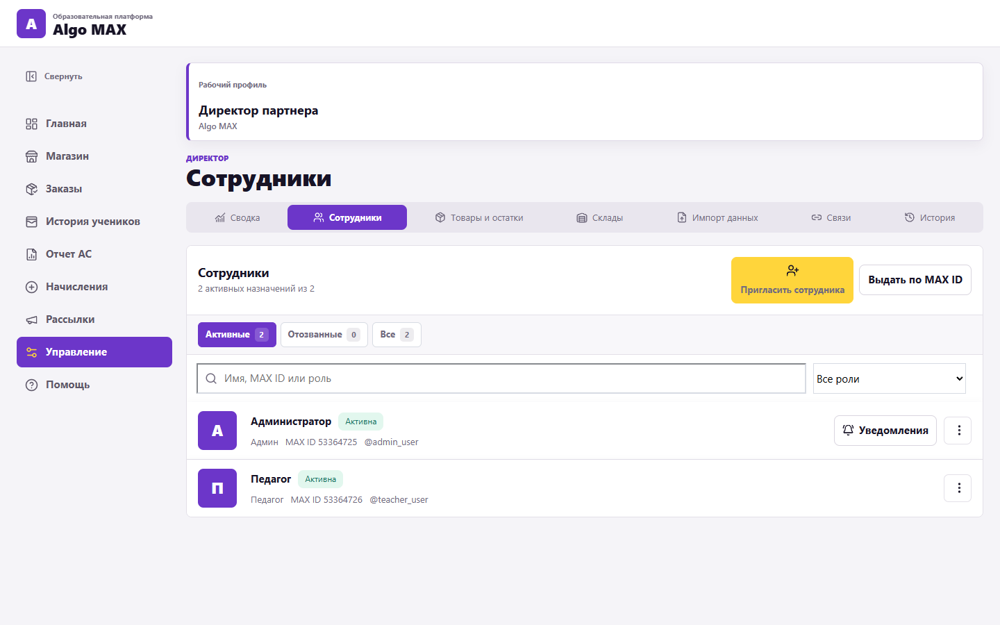 A
Образовательная платформа
Algo MAX
Свернуть
Главная
Магазин
Заказы
История учеников
Отчет АС
Начисления
Рассылки
Управление
Помощь
Рабочий профиль
Директор партнера
Algo MAX
ДИРЕКТОР
Сотрудники
Сводка
Сотрудники
Товары и остатки
Склады
Импорт данных
Связи
История
Сотрудники
2 активных назначений из 2
Пригласить сотрудника
Выдать по MAX ID
Активные 2
Отозванные 0
Все 2
Имя, MAX ID или роль
Все роли
А
Администратор Активна
Админ MAX ID 53364725 @admin_user
Уведомления
П
Педагог Активна
Педагог MAX ID 53364726 @teacher_user